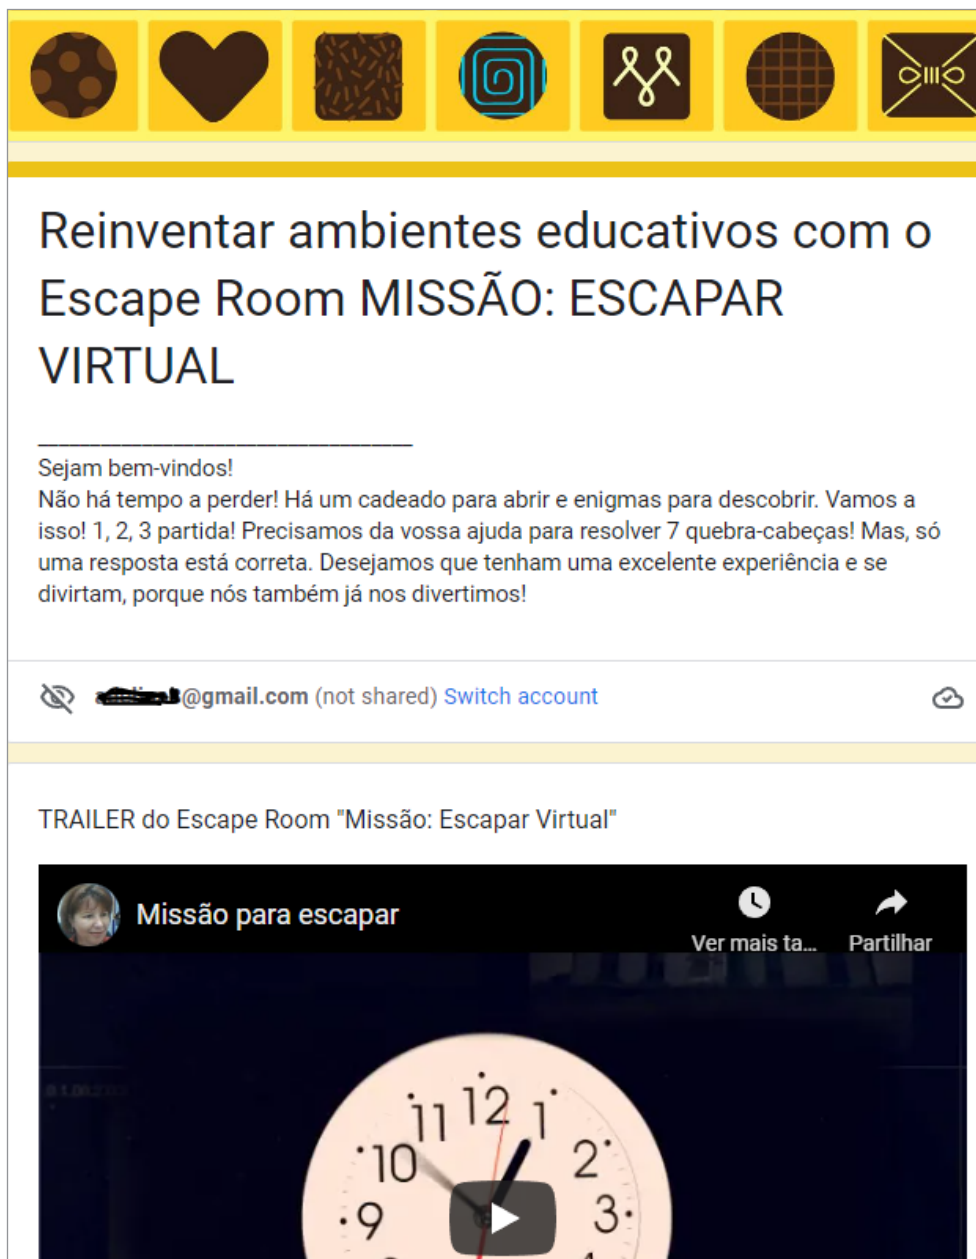 Reinventar ambientes educativos com o
Escape Room MISSÃO: ESCAPAR
VIRTUAL
Sejam bem-vindos!
Não há tempo a perder! Há um cadeado para abrir e enigmas para descobrir. Vamos a
isso! 1, 2, 3 partida! Precisamos da vossa ajuda para resolver 7 quebra-cabeças! Mas, só
uma resposta está correta. Desejamos que tenham uma excelente experiência e se
divirtam, porque nós também já nos divertimos!
@gmail.com (not shared) Switch account
TRAILER do Escape Room "Missão: Escapar Virtual"
Missão para escapar
Ver mais ta... Partilhar
12
11 1
10 2
9 3